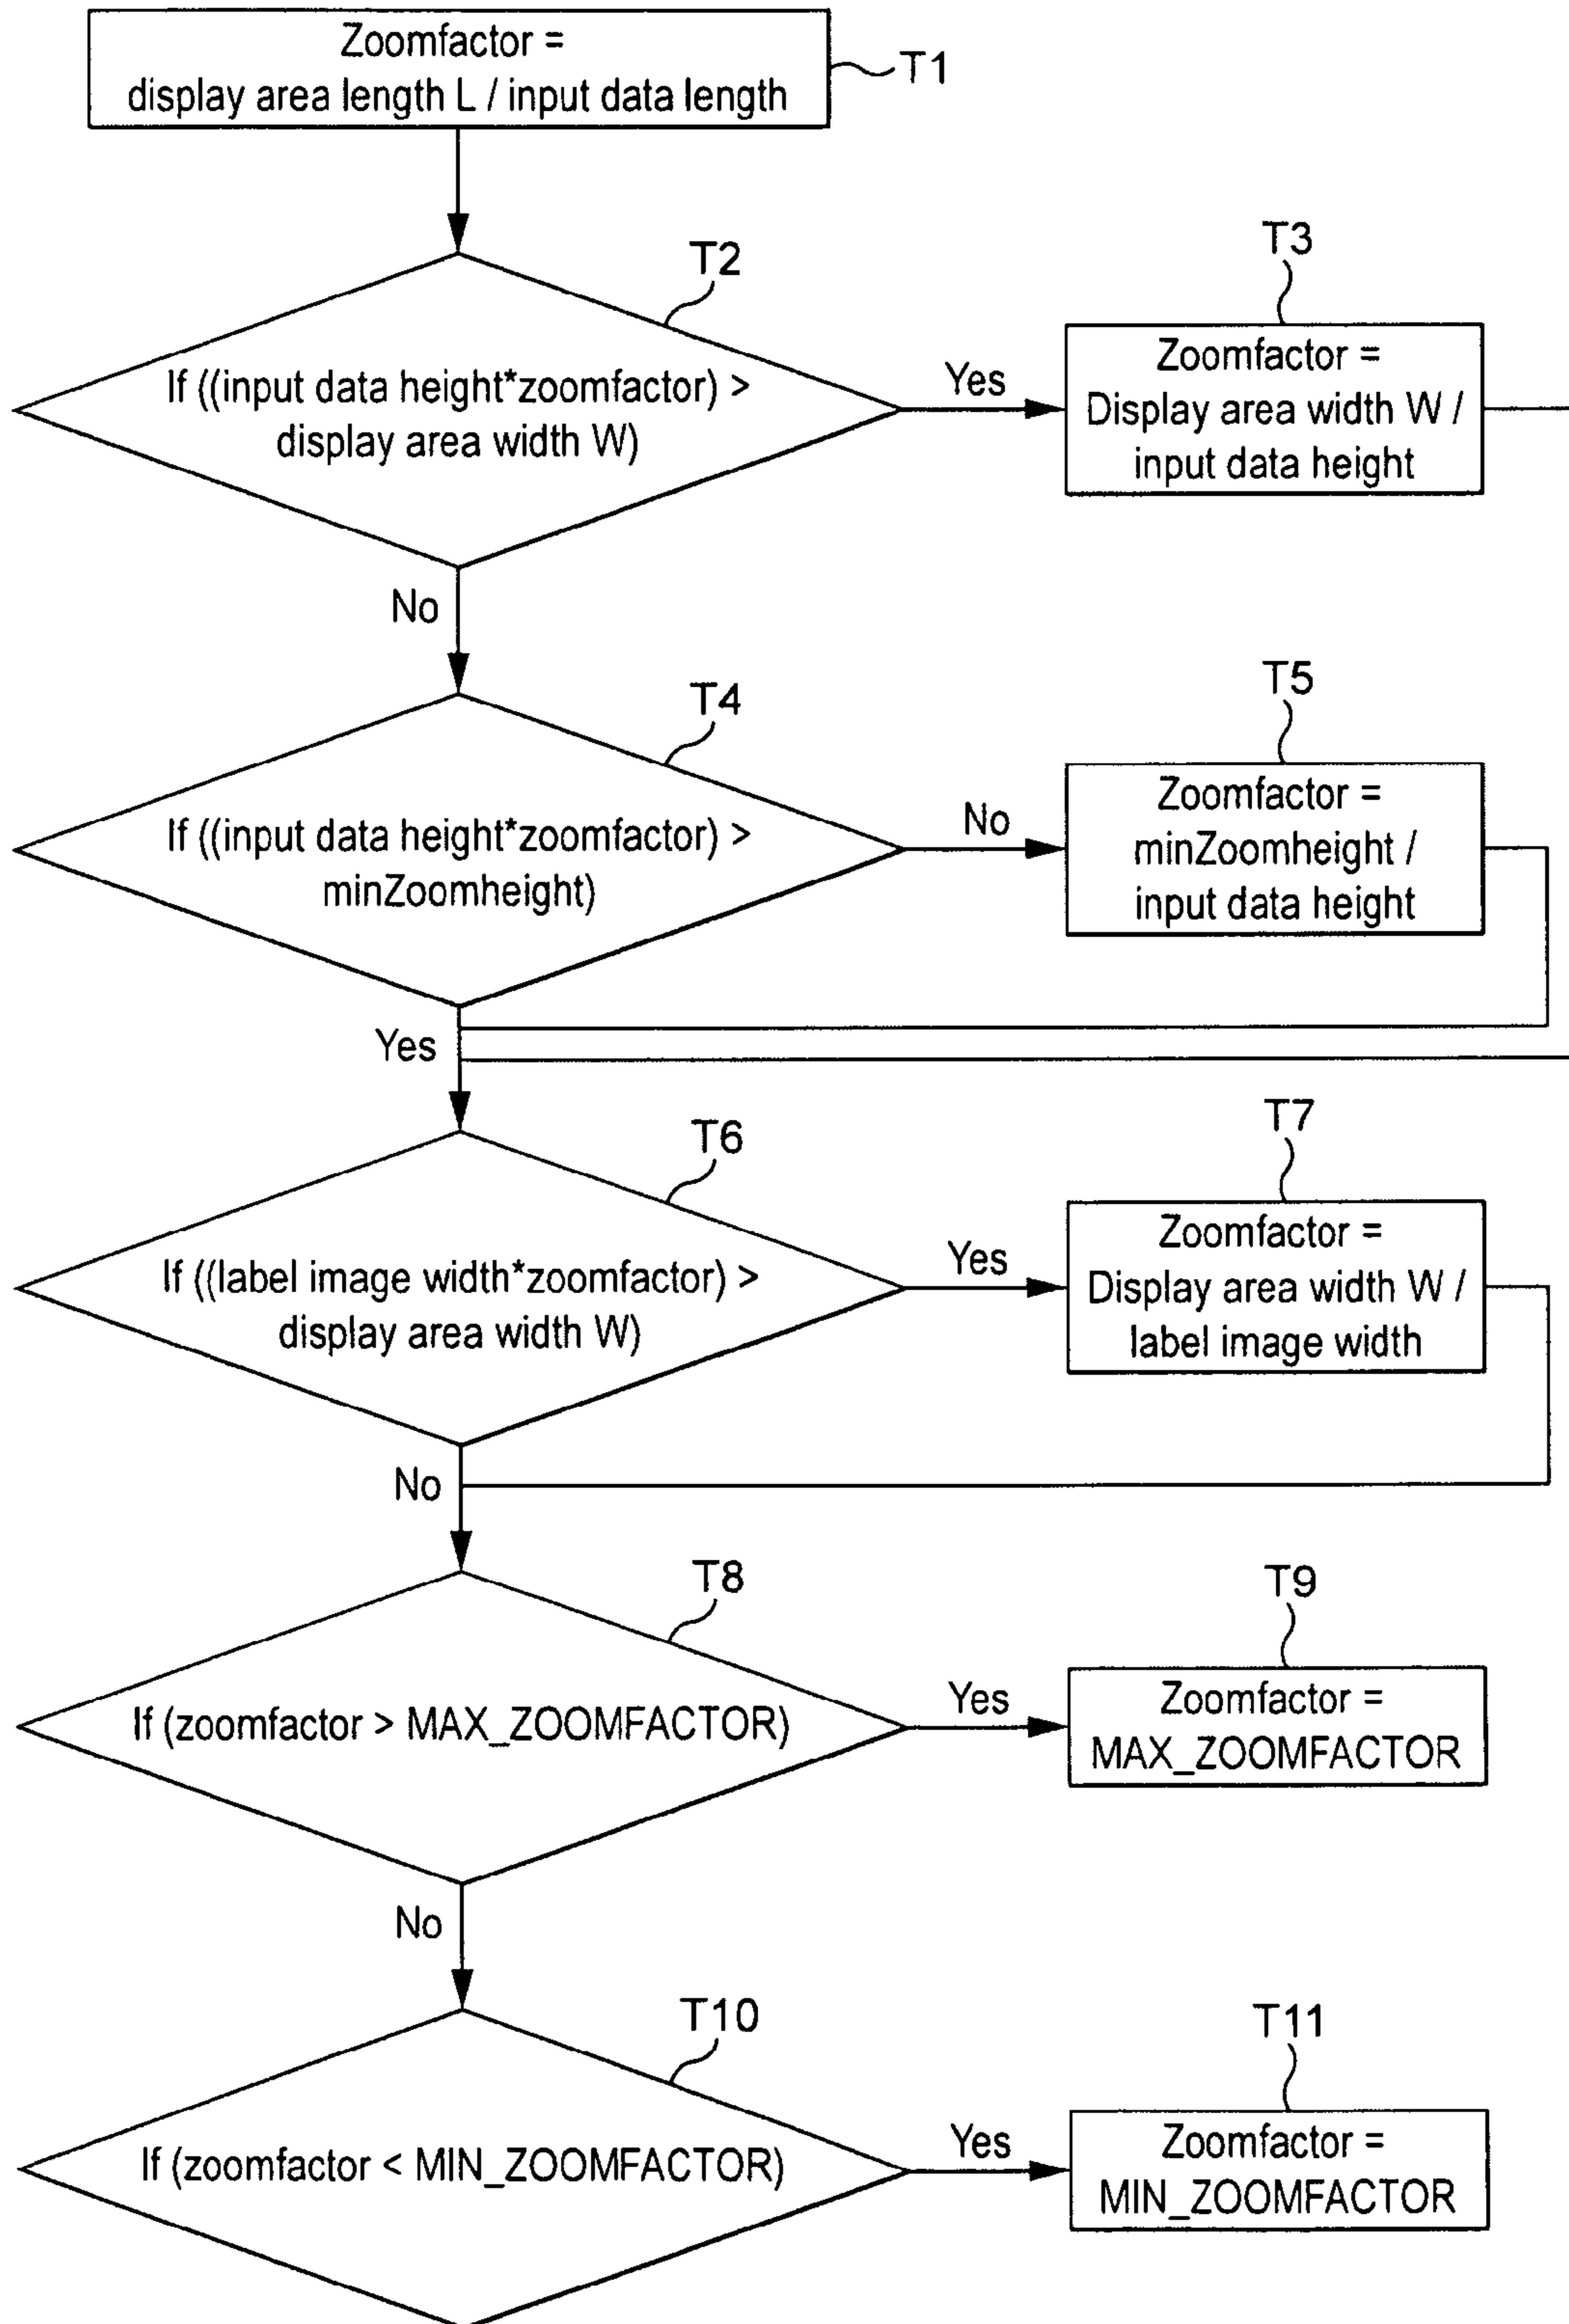 Zoomfactor =
display area length L / input data length
T1
T2
If ((input data height*zoomfactor) >
display area width W)
Yes
T3
Zoomfactor =
Display area width W /
input data height
No
T4
If ((input data height*zoomfactor) >
minZoomheight)
No
T5
Zoomfactor =
minZoomheight /
input data height
Yes
T6
If ((label image width*zoomfactor) >
display area width W)
Yes
T7
Zoomfactor =
Display area width W /
label image width
No
T8
If (zoomfactor > MAX_ZOOMFACTOR)
Yes
T9
Zoomfactor =
MAX_ZOOMFACTOR
No
T10
If (zoomfactor < MIN_ZOOMFACTOR)
Yes
T11
Zoomfactor =
MIN_ZOOMFACTOR